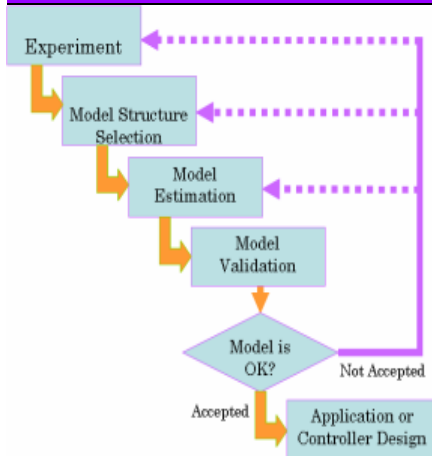 Experiment
Model Structure
Selection
Model
Estimation
Model
Validation
Model is
OK?
Not Accepted
Accepted
Application or
Controller Design